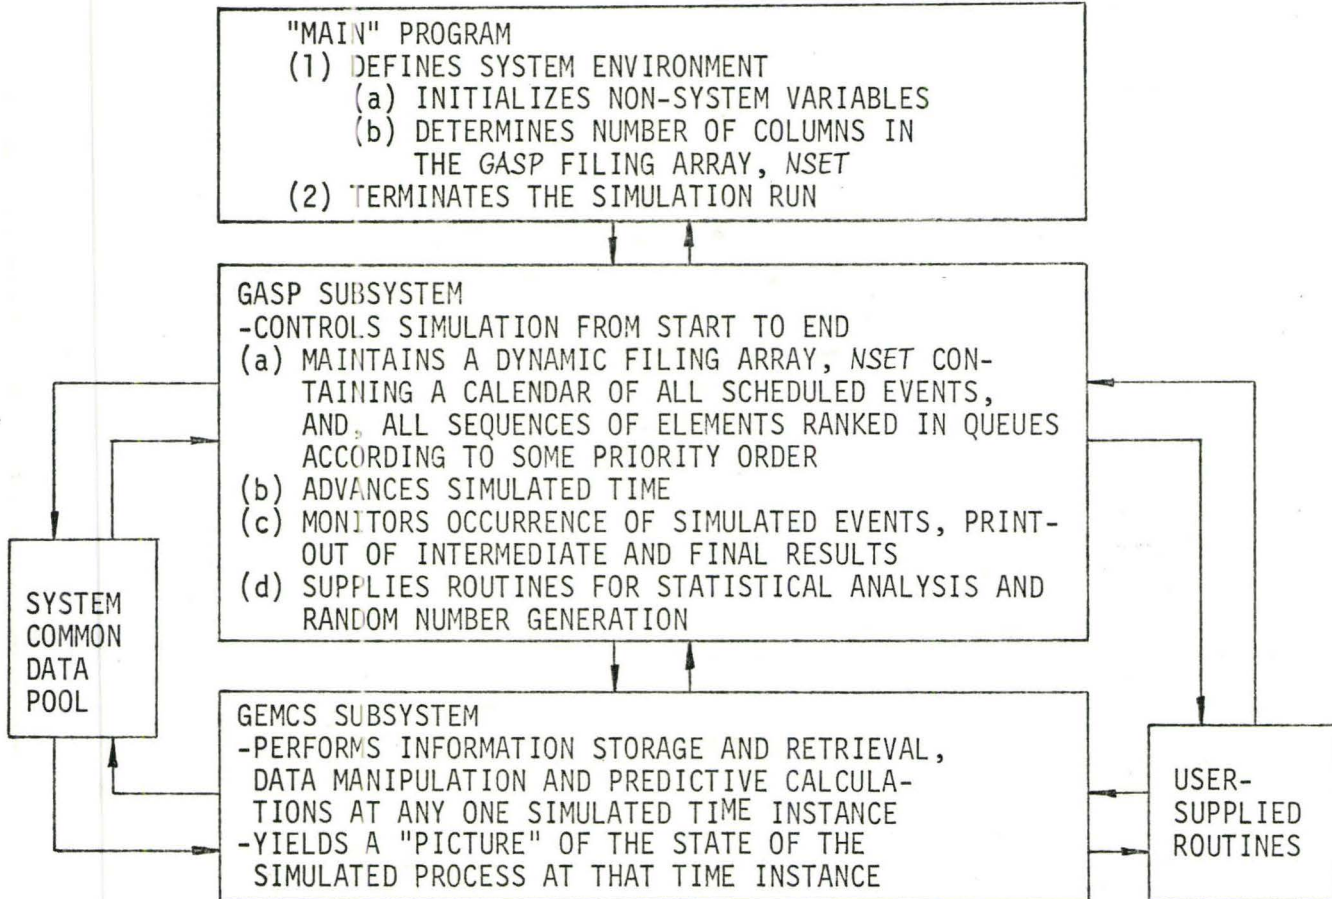 "MAIN" PROGRAM
(1) DEFINES SYSTEM ENVIRONMENT
(a) INITIALIZES NON-SYSTEM VARIABLES
(b) DETERMINES NUMBER OF COLUMNS IN
THE GASP FILING ARRAY, NSET
(2) TERMINATES THE SIMULATION RUN
GASP SUBSYSTEM
-CONTROLS SIMULATION FROM START TO END
(a) MAINTAINS A DYNAMIC FILING ARRAY, NSET CON-
TAINING A CALENDAR OF ALL SCHEDULED EVENTS,
AND, ALL SEQUENCES OF ELEMENTS RANKED IN QUEUES
ACCORDING TO SOME PRIORITY ORDER
(b) ADVANCES SIMULATED TIME
(c) MONITORS OCCURRENCE OF SIMULATED EVENTS, PRINT-
OUT OF INTERMEDIATE AND FINAL RESULTS
(d) SUPPLIES ROUTINES FOR STATISTICAL ANALYSIS AND
RANDOM NUMBER GENERATION
SYSTEM
COMMON
DATA
POOL
GEMCS SUBSYSTEM
-PERFORMS INFORMATION STORAGE AND RETRIEVAL,
DATA MANIPULATION AND PREDICTIVE CALCULA-
TIONS AT ANY ONE SIMULATED TIME INSTANCE
-YIELDS A "PICTURE" OF THE STATE OF THE
SIMULATED PROCESS AT THAT TIME INSTANCE
USER-
SUPPLIED
ROUTINES